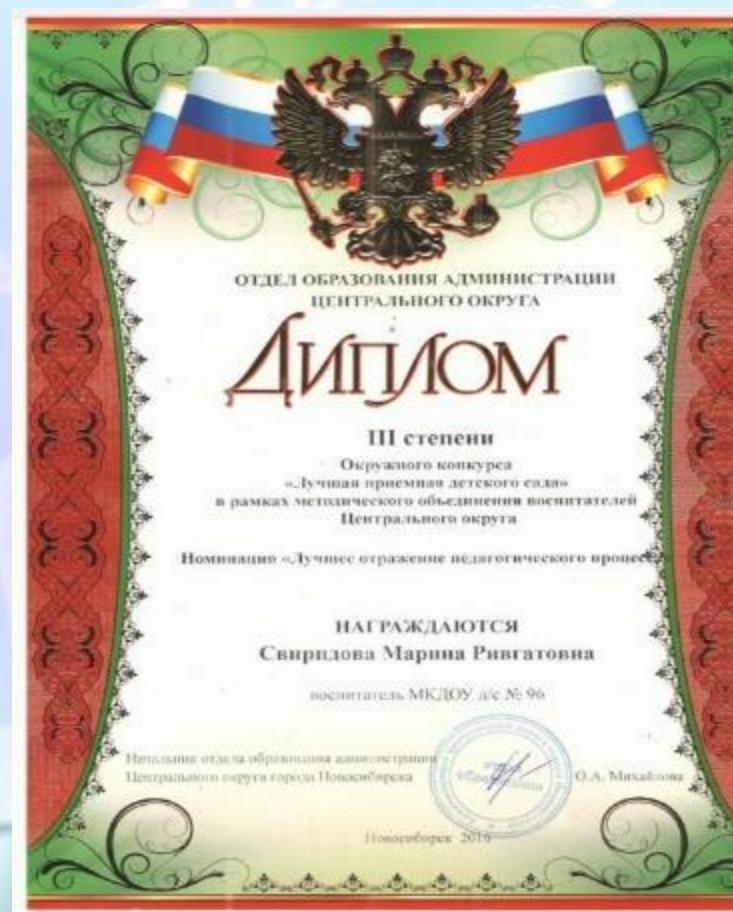 ОТДЕЛ ОБРАЗОВАНИЯ АДМИНИСТРАЦИИ
ЦЕНТРАЛЬНОГО ОКРУГА
ДИПЛОМ
III степени
Окружного конкурса
«Лучшая приемная детского сада»
в рамках методического объединения воспитателей
Центрального округа
Номинация «Лучшее отражение педагогического
НАГРАЖДАЮТСЯ
Свиридова Марина Ривгатовна
воспитатель МКДОУ д/с № 96
Начальник отдела образования администрации
Центрального округа города Новосибирска
О.А. Михайлова
Новосибирск 2016